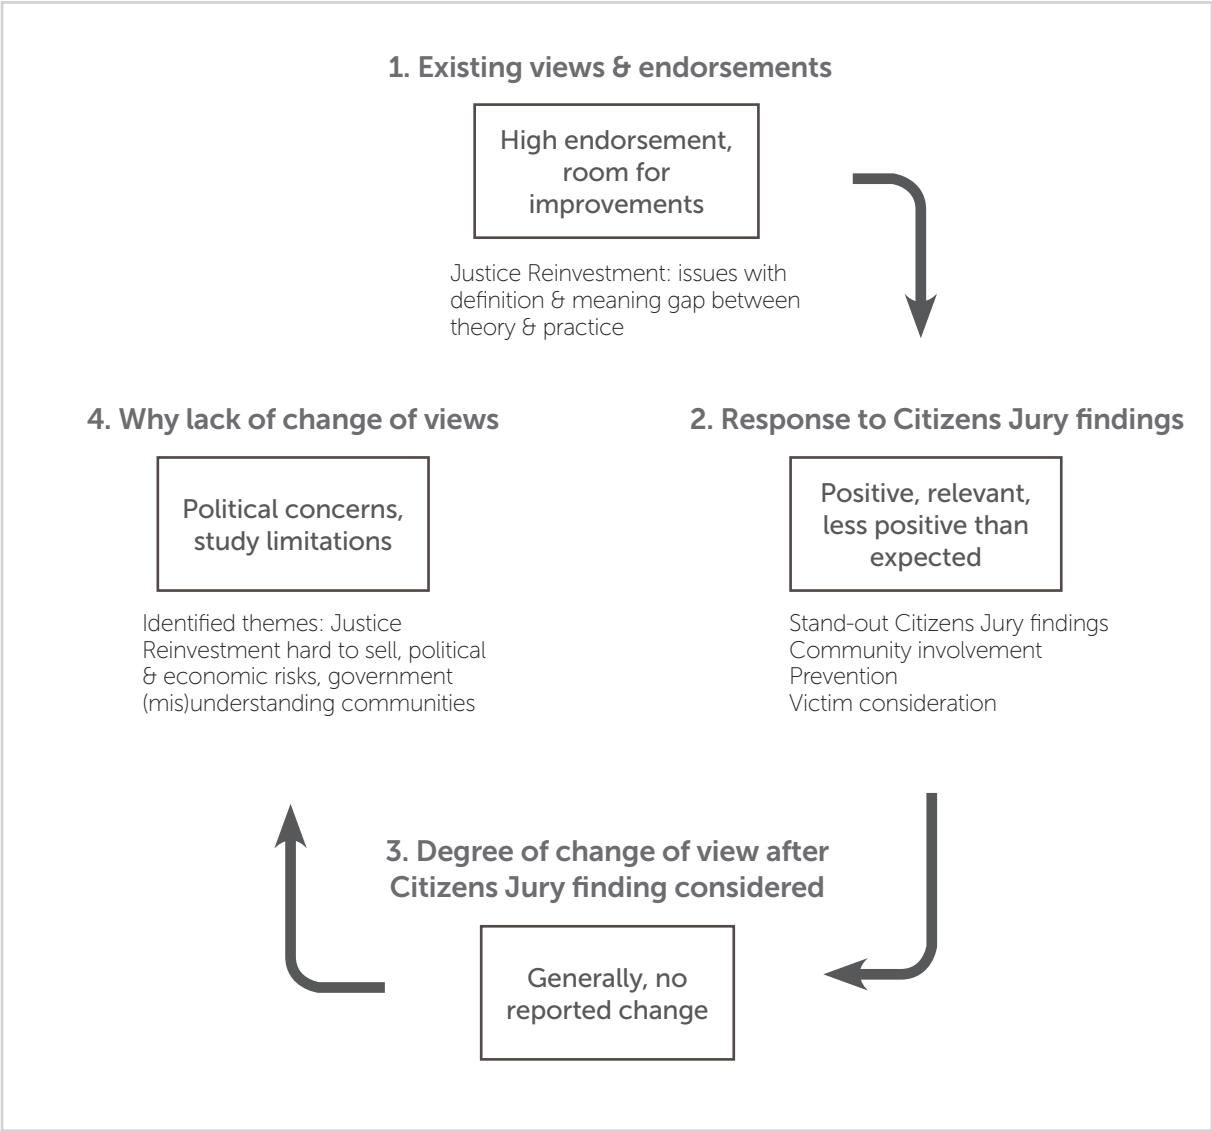 1. Existing views & endorsements
High endorsement,
room for
improvements
Justice Reinvestment: issues with
definition & meaning gap between
theory & practice
2. Response to Citizens Jury findings
Positive, relevant,
less positive than
expected
Stand-out Citizens Jury findings
Community involvement
Prevention
Victim consideration
3. Degree of change of view after
Citizens Jury finding considered
Generally, no
reported change
4. Why lack of change of views
Political concerns,
study limitations
Identified themes: Justice
Reinvestment hard to sell, political
& economic risks, government
(mis)understanding communities